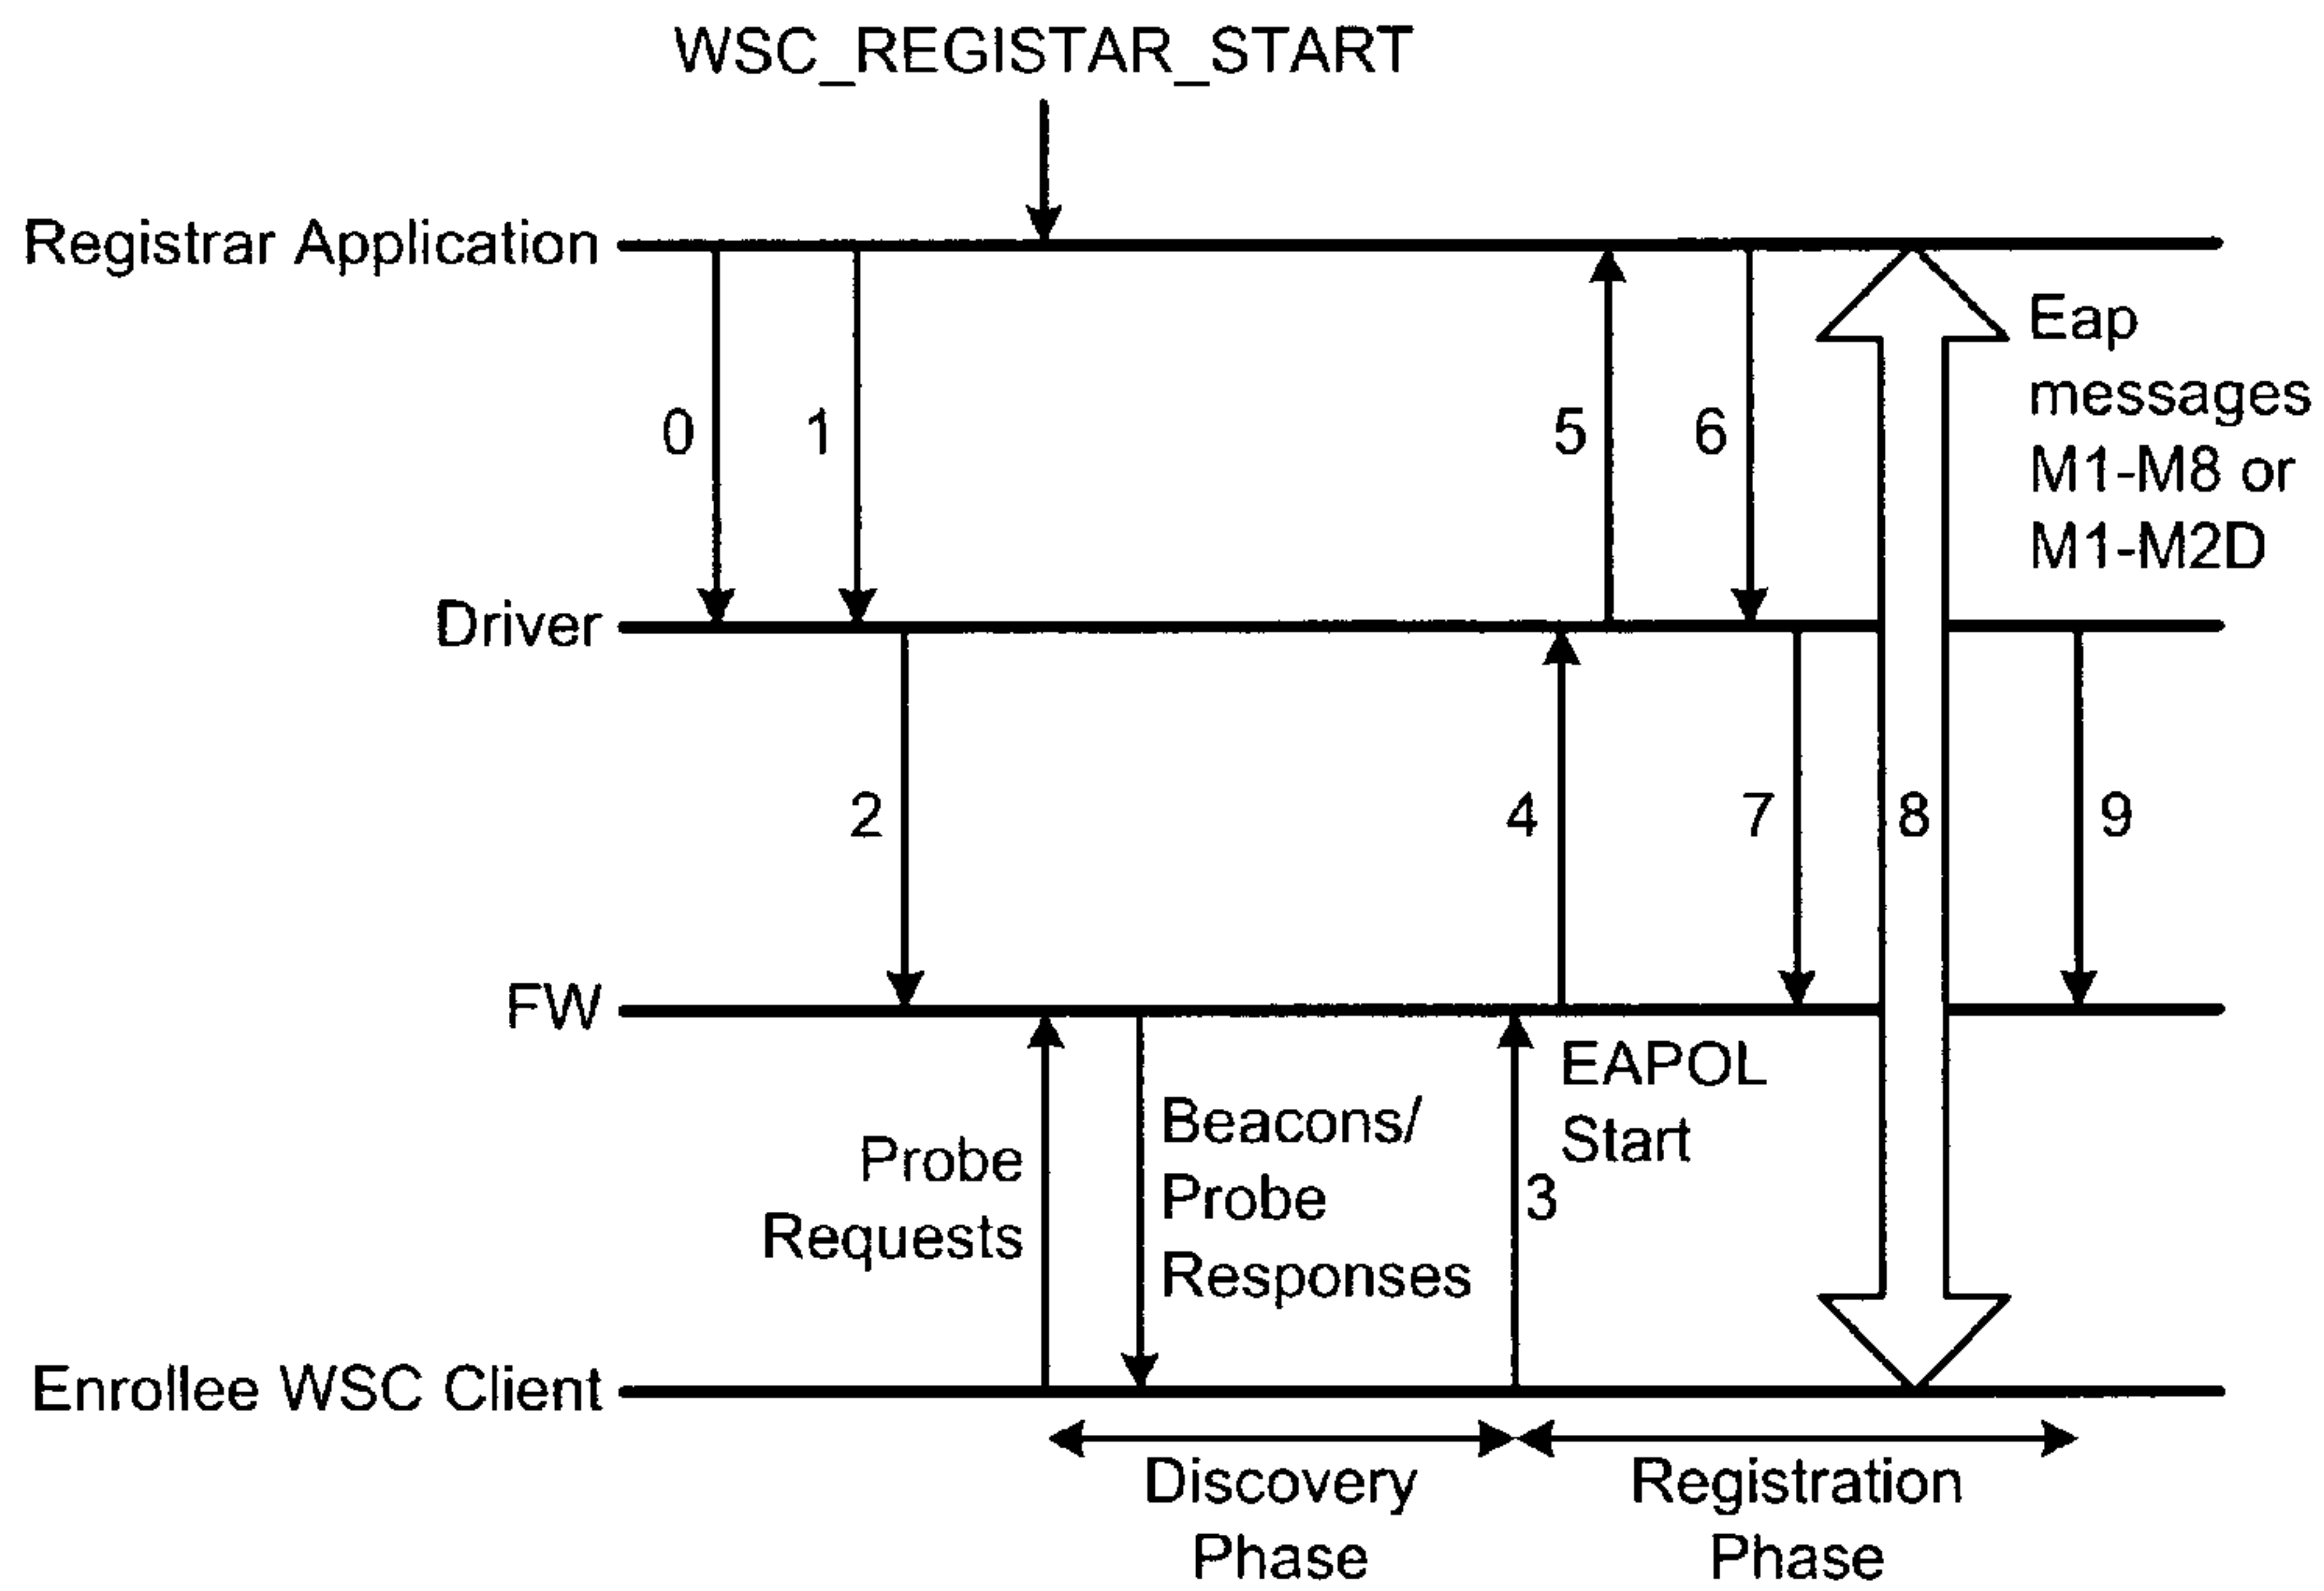 WSC_REGISTAR_START
Registrar Application
Eap
messages
M1-M8 or
M1-M2D
0
1
5
6
Driver
2
4
7
8
9
FW
EAPOL
Start
Probe
Requests
Beacons/
Probe
Responses
3
Enrollee WSC Client
Discovery
Phase
Registration
Phase